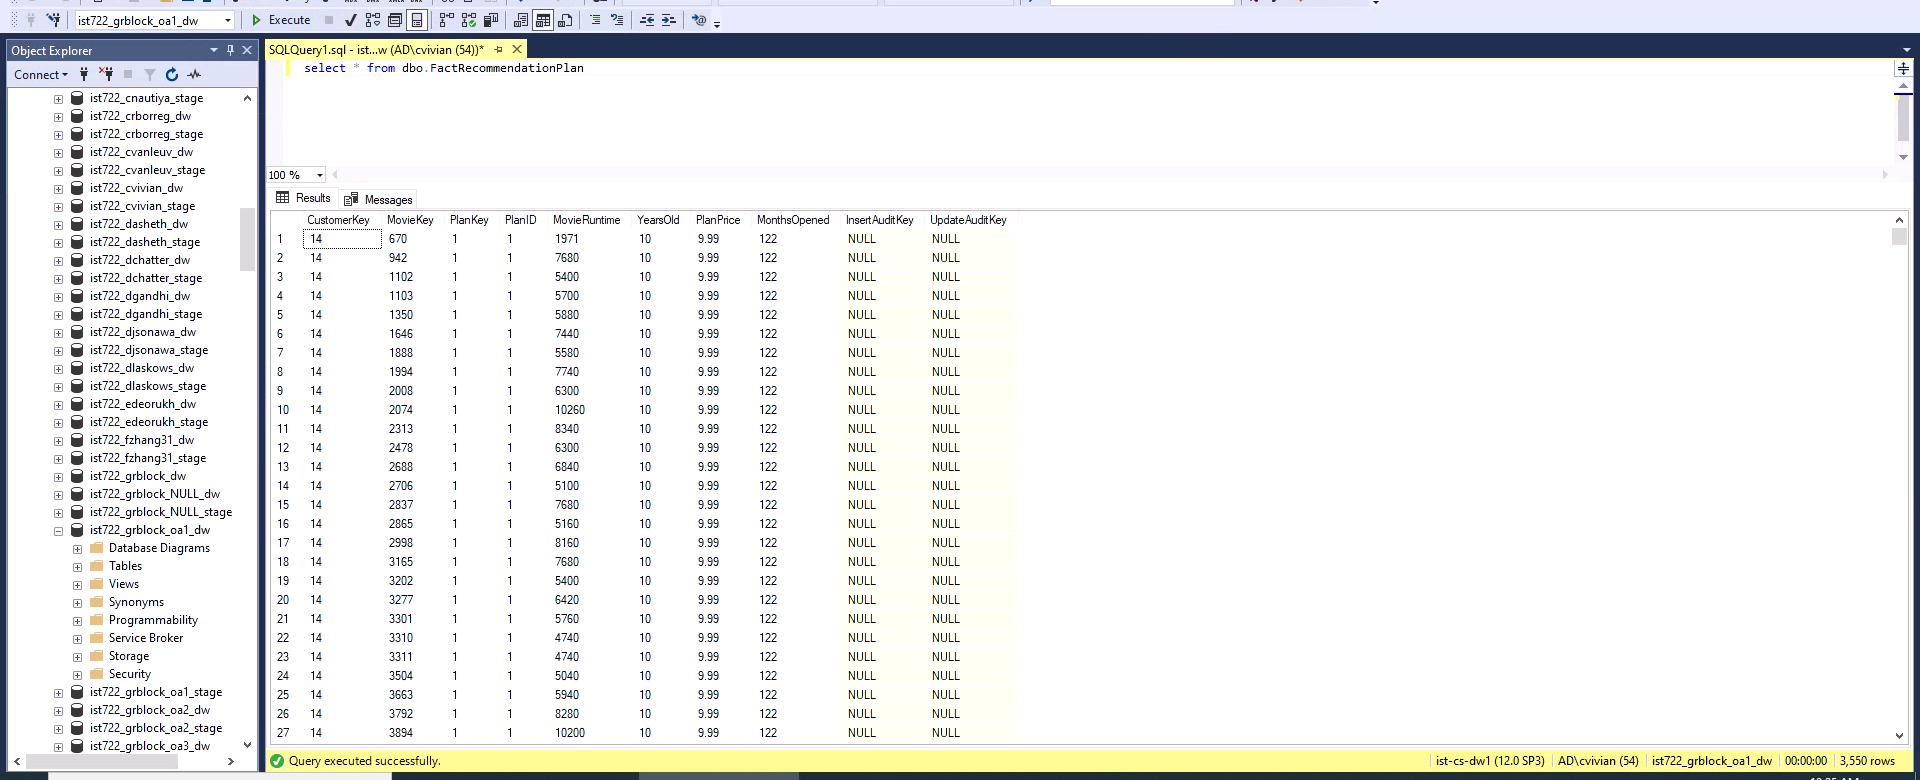 ist722_grblock_oa1_dw
Execute
Object Explorer
SQLQuery1.sql - ist...w (AD\cvivian (54))*
Connect
select * from dbo.FactRecommendationPlan
ist722_cnautiya_stage
ist722_crborreg_dw
ist722_crborreg_stage
ist722_cvanleuv_dw
ist722_cvanleuv_stage
ist722_cvivian_dw
ist722_cvivian_stage
ist722_dasheth_dw
ist722_dasheth_stage
ist722_dchatter_dw
ist722_dchatter_stage
ist722_dgandhi_dw
ist722_dgandhi_stage
ist722_djsonawa_dw
ist722_djsonawa_stage
ist722_dlaskows_dw
ist722_dlaskows_stage
ist722_edeorukh_dw
ist722_edeorukh_stage
ist722_fzhang31_dw
ist722_fzhang31_stage
ist722_grblock_dw
ist722_grblock_NULL_dw
ist722_grblock_NULL_stage
ist722_grblock_oa1_dw
Database Diagrams
Tables
Views
Synonyms
Programmability
Service Broker
Storage
Security
ist722_grblock_oa1_stage
ist722_grblock_oa2_dw
ist722_grblock_oa2_stage
ist722_grblock_oa3_dw
100 %
Results Messages
CustomerKey MovieKey PlanKey PlanID MovieRuntime YearsOld PlanPrice MonthsOpened InsertAuditKey UpdateAuditKey
1 14 670 1 1 1971 10 9.99 122 NULL NULL
2 14 942 1 1 7680 10 9.99 122 NULL NULL
3 14 1102 1 1 5400 10 9.99 122 NULL NULL
4 14 1103 1 1 5700 10 9.99 122 NULL NULL
5 14 1350 1 1 5880 10 9.99 122 NULL NULL
6 14 1646 1 1 7440 10 9.99 122 NULL NULL
7 14 1888 1 1 5580 10 9.99 122 NULL NULL
8 14 1994 1 1 7740 10 9.99 122 NULL NULL
9 14 2008 1 1 6300 10 9.99 122 NULL NULL
10 14 2074 1 1 10260 10 9.99 122 NULL NULL
11 14 2313 1 1 8340 10 9.99 122 NULL NULL
12 14 2478 1 1 6300 10 9.99 122 NULL NULL
13 14 2688 1 1 6840 10 9.99 122 NULL NULL
14 14 2706 1 1 5100 10 9.99 122 NULL NULL
15 14 2837 1 1 7680 10 9.99 122 NULL NULL
16 14 2865 1 1 5160 10 9.99 122 NULL NULL
17 14 2998 1 1 8160 10 9.99 122 NULL NULL
18 14 3165 1 1 7680 10 9.99 122 NULL NULL
19 14 3202 1 1 5400 10 9.99 122 NULL NULL
20 14 3277 1 1 6420 10 9.99 122 NULL NULL
21 14 3301 1 1 5760 10 9.99 122 NULL NULL
22 14 3310 1 1 4740 10 9.99 122 NULL NULL
23 14 3311 1 1 4740 10 9.99 122 NULL NULL
24 14 3504 1 1 5040 10 9.99 122 NULL NULL
25 14 3663 1 1 5940 10 9.99 122 NULL NULL
26 14 3792 1 1 8280 10 9.99 122 NULL NULL
27 14 3894 1 1 10200 10 9.99 122 NULL NULL
Query executed successfully. ist-cs-dw1 (12.0 SP3) AD\cvivian (54) ist722_grblock_oa1_dw 00:00:00 3,550 rows